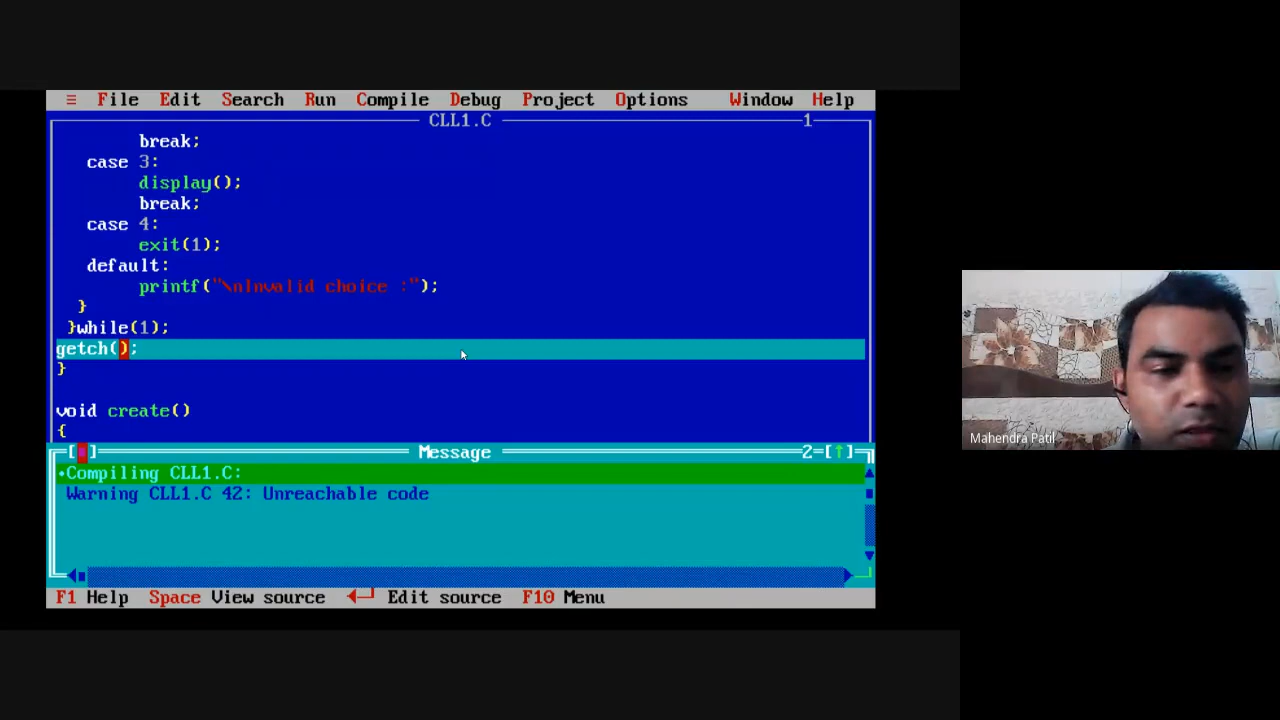 ≡ File Edit Search Run Compile Debug Project Options Window Help
CLL1.C 1
break;
case 3:
display();
break;
case 4:
exit(1);
default:
printf("\nInvalid choice :");
}
}while(1);
getch();
}
void create()
{
[■] Message 2=[↑]
•Compiling CLL1.C:
Warning CLL1.C 42: Unreachable code
F1 Help Space View source ←┘ Edit source F10 Menu
Mahendra Patil